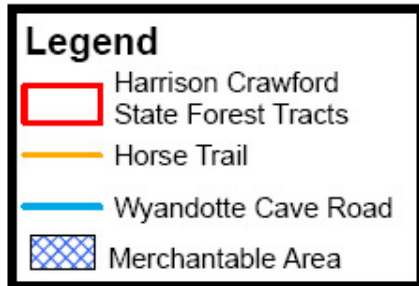 Legend
Harrison Crawford
State Forest Tracts
Horse Trail
Wyandotte Cave Road
Merchantable Area